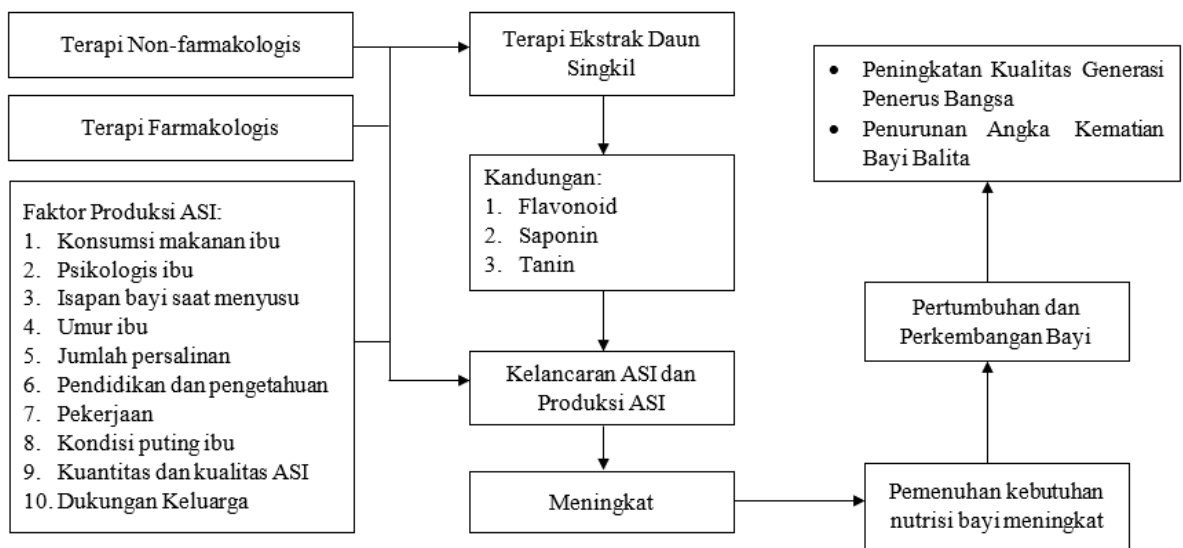 Terapi Non-farmakologis
Terapi Farmakologis
Faktor Produksi ASI:
1. Konsumsi makanan ibu
2. Psikologis ibu
3. Isapan bayi saat menyusu
4. Umur ibu
5. Jumlah persalinan
6. Pendidikan dan pengetahuan
7. Pekerjaan
8. Kondisi puting ibu
9. Kuantitas dan kualitas ASI
10. Dukungan Keluarga
Terapi Ekstrak Daun
Singkil
Kandungan:
1. Flavonoid
2. Saponin
3. Tanin
Kelancaran ASI dan
Produksi ASI
Meningkat
Pemenuhan kebutuhan
nutrisi bayi meningkat
Pertumbuhan dan
Perkembangan Bayi
• Peningkatan Kualitas Generasi
Penerus Bangsa
• Penurunan Angka Kematian
Bayi Balita